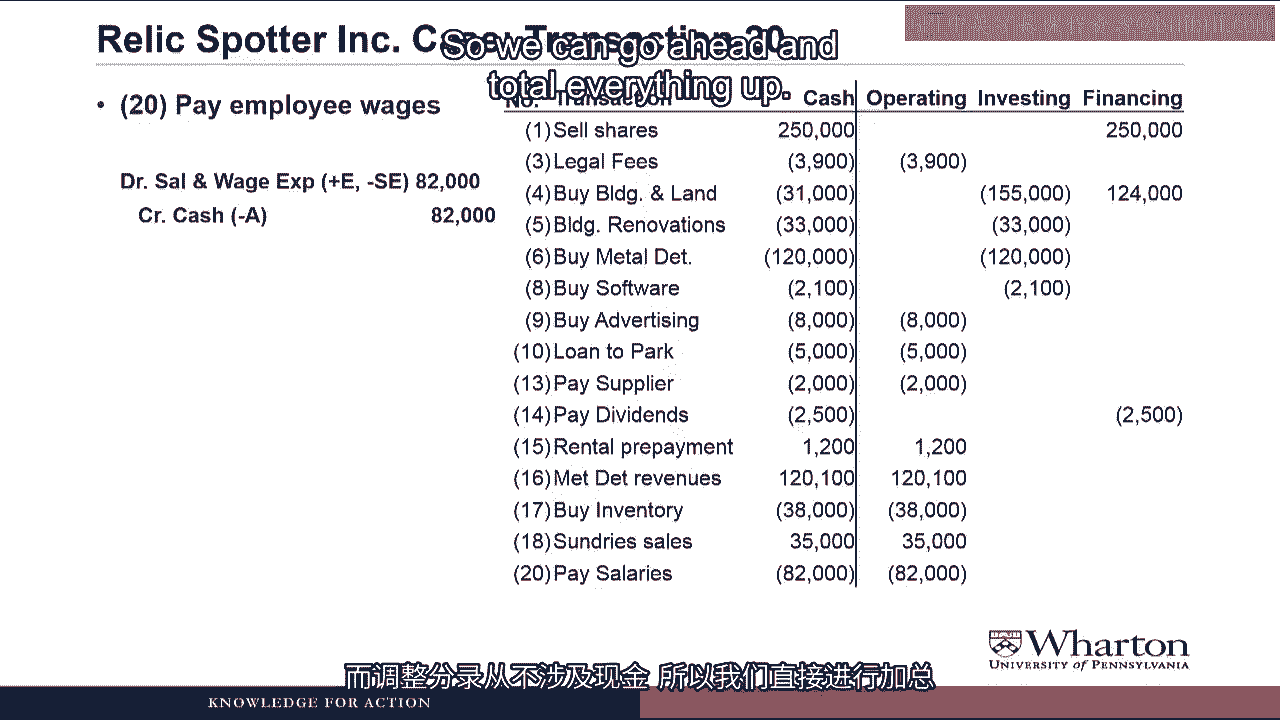 Relic Spotter Inc. Case, Transaction 20
So we can go ahead and
total everything up.
• (20) Pay employee wages
Dr. Sal & Wage Exp (+E, -SE) 82,000
Cr. Cash (-A) 82,000
No. Transaction Cash Operating Investing Financing
(1) Sell shares 250,000 250,000
(3) Legal Fees (3,900) (3,900)
(4) Buy Bldg. & Land (31,000) (155,000) 124,000
(5) Bldg. Renovations (33,000) (33,000)
(6) Buy Metal Det. (120,000) (120,000)
(8) Buy Software (2,100) (2,100)
(9) Buy Advertising (8,000) (8,000)
(10) Loan to Park (5,000) (5,000)
(13) Pay Supplier (2,000) (2,000)
(14) Pay Dividends (2,500) (2,500)
(15) Rental prepayment 1,200 1,200
(16) Met Det revenues 120,100 120,100
(17) Buy Inventory (38,000) (38,000)
(18) Sundries sales 35,000 35,000
(20) Pay Salaries (82,000) (82,000)
Wharton
UNIVERSITY of PENNSYLVANIA
而调整分录从不涉及现金 所以我们直接进行加总
KNOWLEDGE FOR ACTION